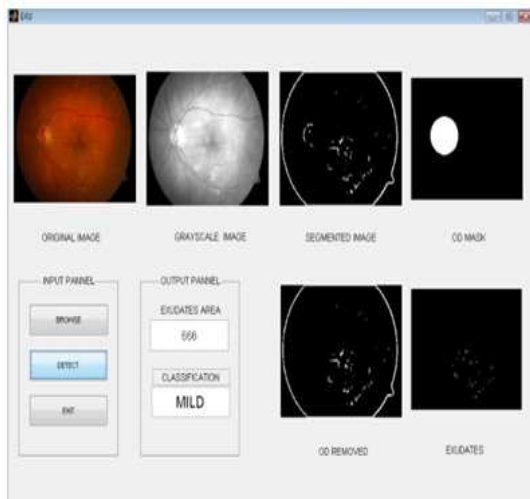 ORIGINAL IMAGE
GRAYSCALE IMAGE
SEGMENTED IMAGE
OD MASK
INPUT PANNEL
BROWSE
DETECT
EXIT
OUTPUT PANNEL
EXUDATES AREA
666
CLASSIFICATION
MILD
OD REMOVED
EXUDATES